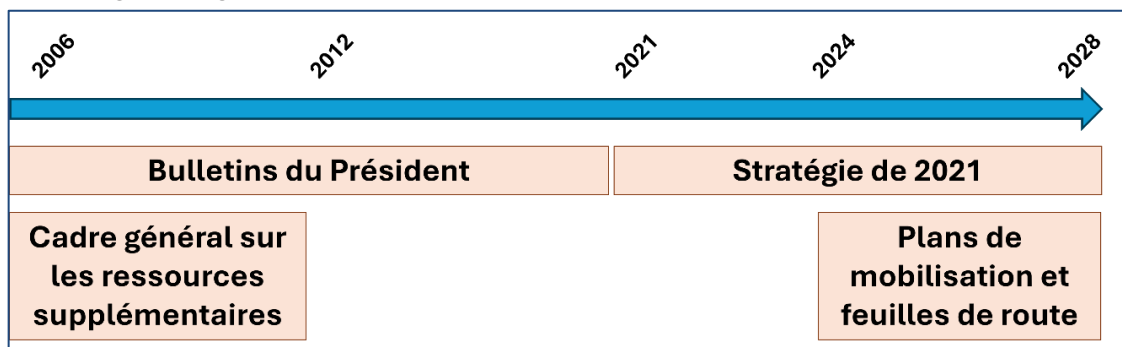 2006
2012
2021
2024
2028
Bulletins du Président
Stratégie de 2021
Cadre général sur
les ressources
supplémentaires
Plans de
mobilisation et
feuilles de route